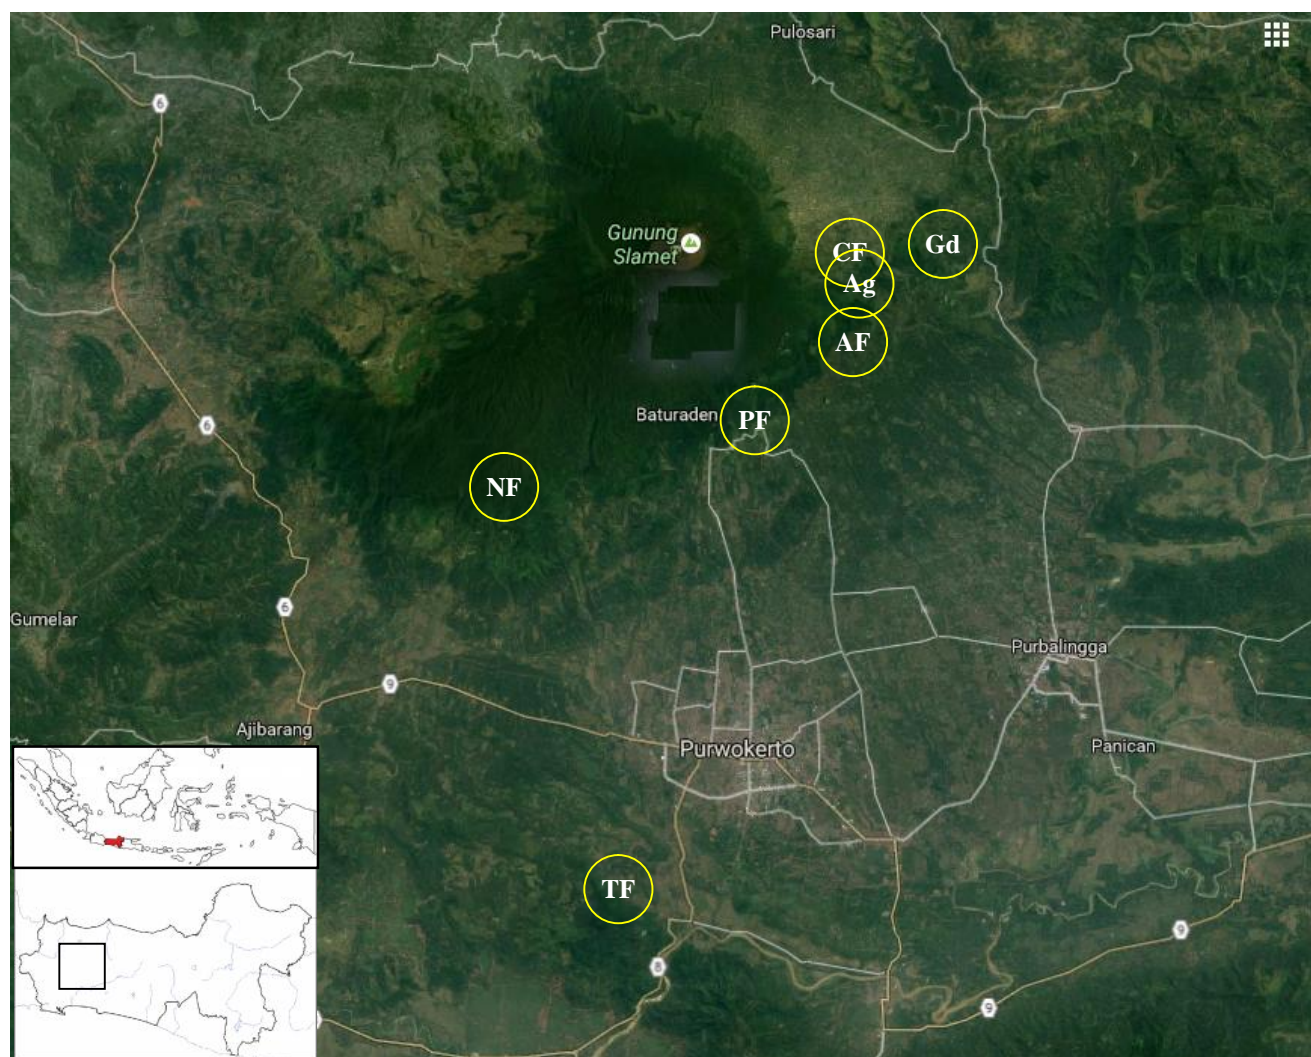 Pulosari
6
Gunung
Slamet
CF
Gd
Ag
AF
Baturaden
PF
6
NF
6
Gumelar
Purbalingga
9
Ajibarang
Purwokerto
Panican
TF
9
8
9